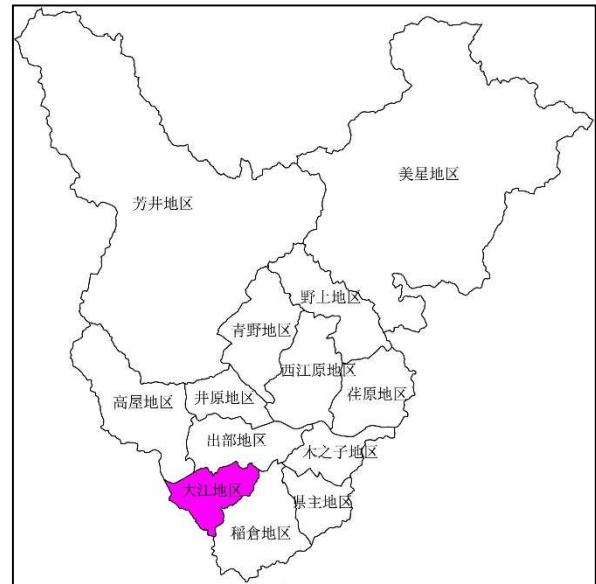 美星地区
芳井地区
野上地区
青野地区
西江原地区
荏原地区
高屋地区
井原地区
出部地区
木之子地区
大江地区
県主地区
稲倉地区